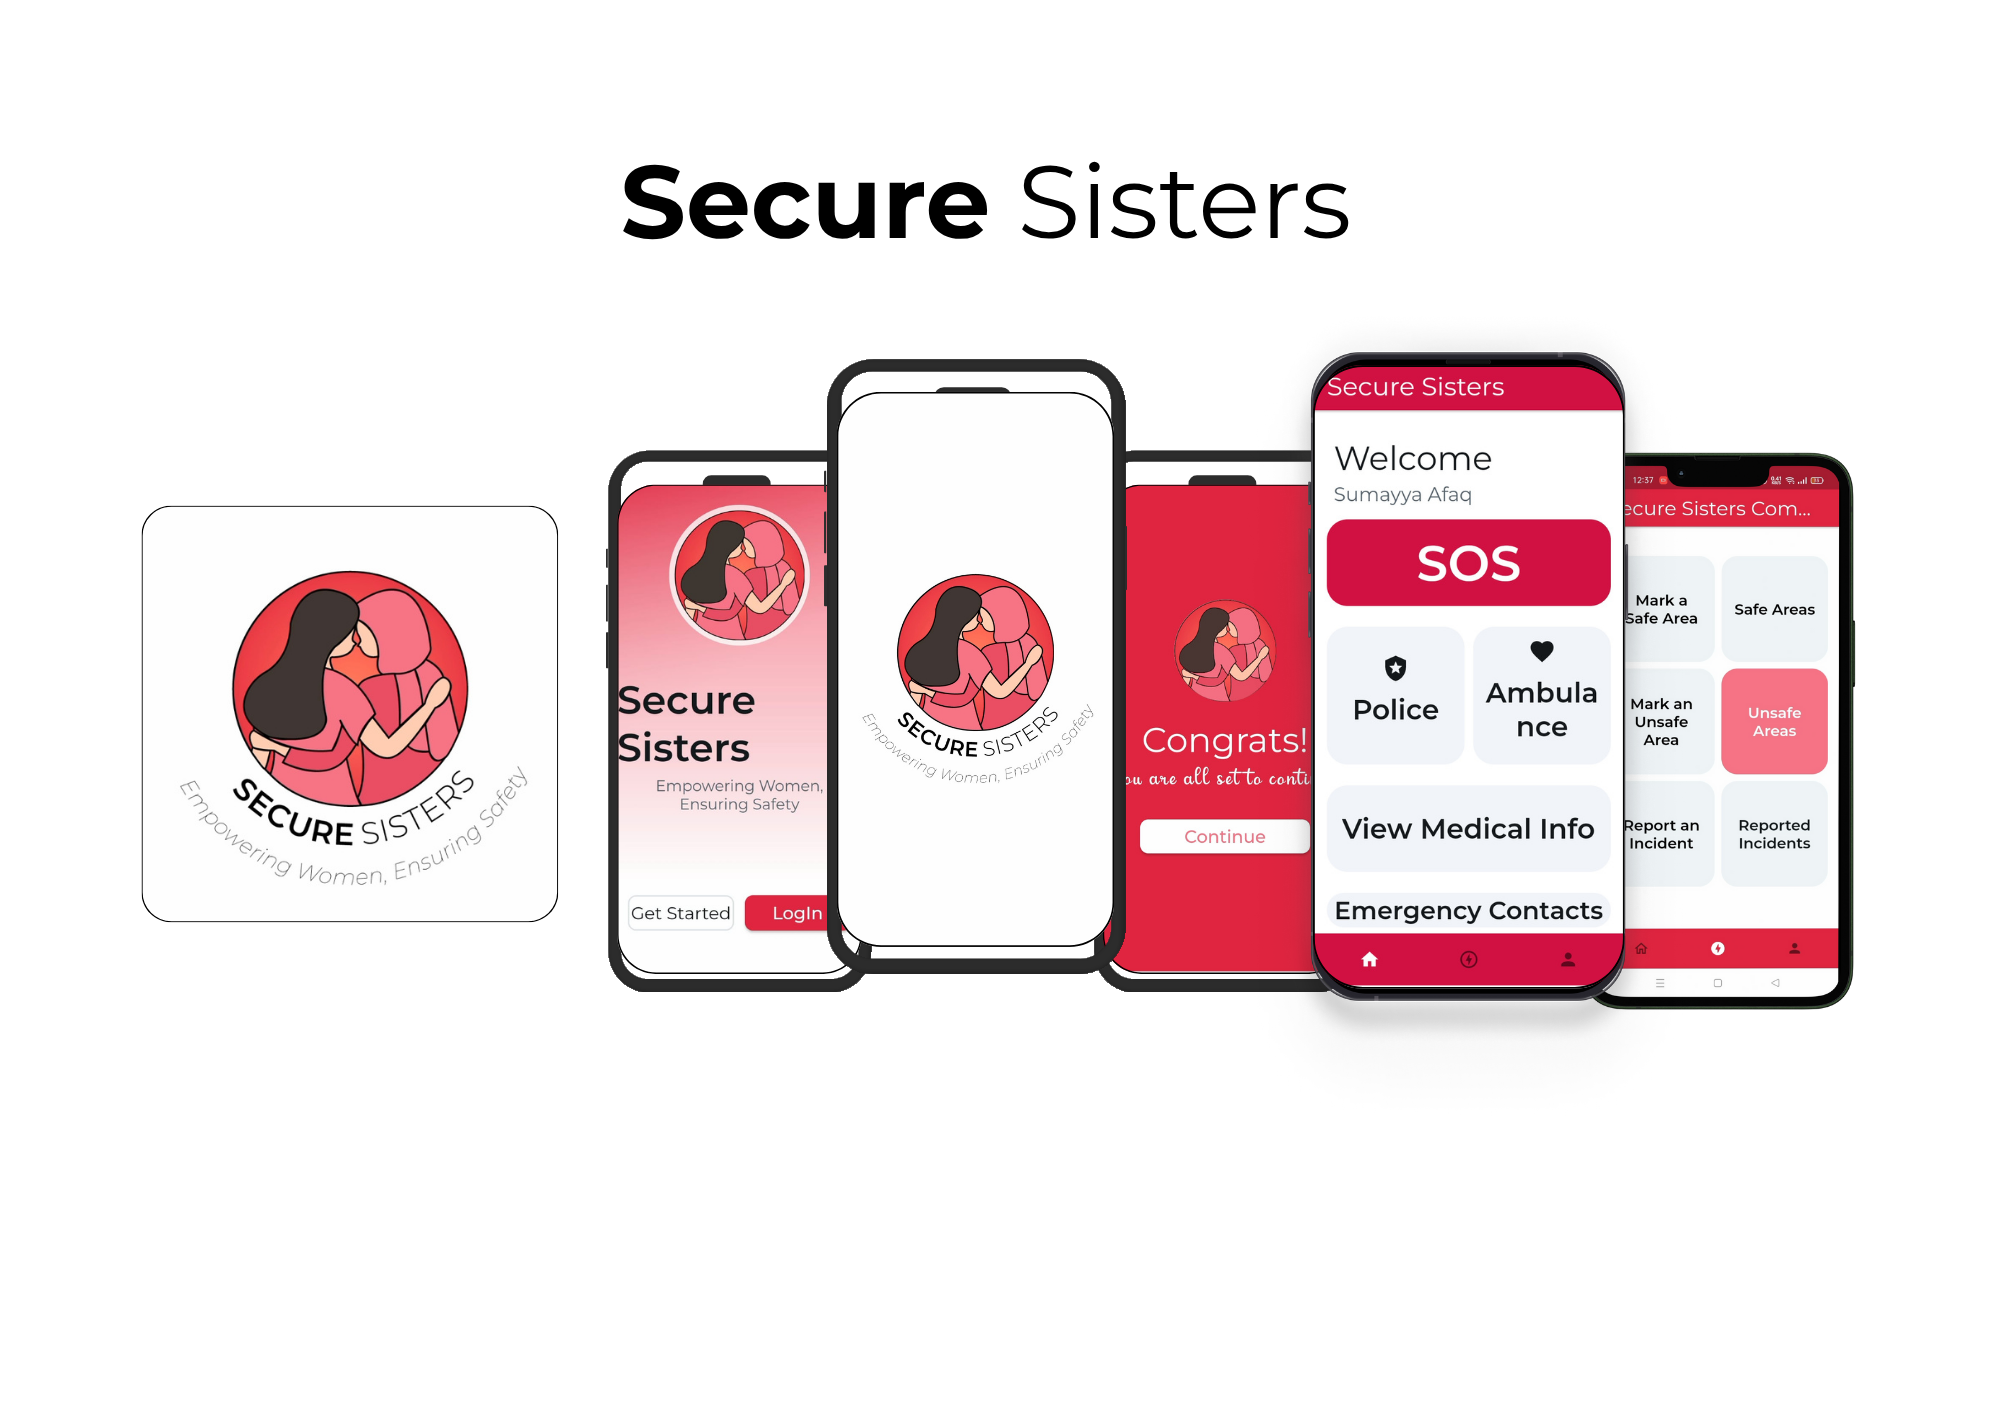 Secure Sisters
SECURE SISTERS
Empowering Women, Ensuring Safety
Secure
Sisters
Empowering Women,
Ensuring Safety
Get Started
LogIn
SECURE SISTERS
Empowering Women, Ensuring Safety
Congrats!
ou are all set to conti
Continue
Secure Sisters
Welcome
Sumayya Afaq
SOS
Police
Ambula
nce
View Medical Info
Emergency Contacts
12:37
ecure Sisters Com...
Mark a
Safe Area
Safe Areas
Mark an
Unsafe
Area
Unsafe
Areas
Report an
Incident
Reported
Incidents